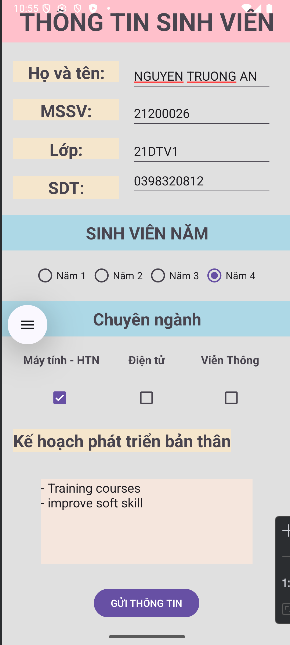 10:55
THÔNG TIN SINH VIÊN
Họ và tên: NGUYEN TRUONG AN
MSSV: 21200026
Lớp: 21DTV1
SDT: 0398320812
SINH VIÊN NĂM
Năm 1 Năm 2 Năm 3 Năm 4
Chuyên ngành
Máy tính - HTN Điện tử Viễn Thông
Kế hoạch phát triển bản thân
- Training courses
- improve soft skill
1:
GỬI THÔNG TIN